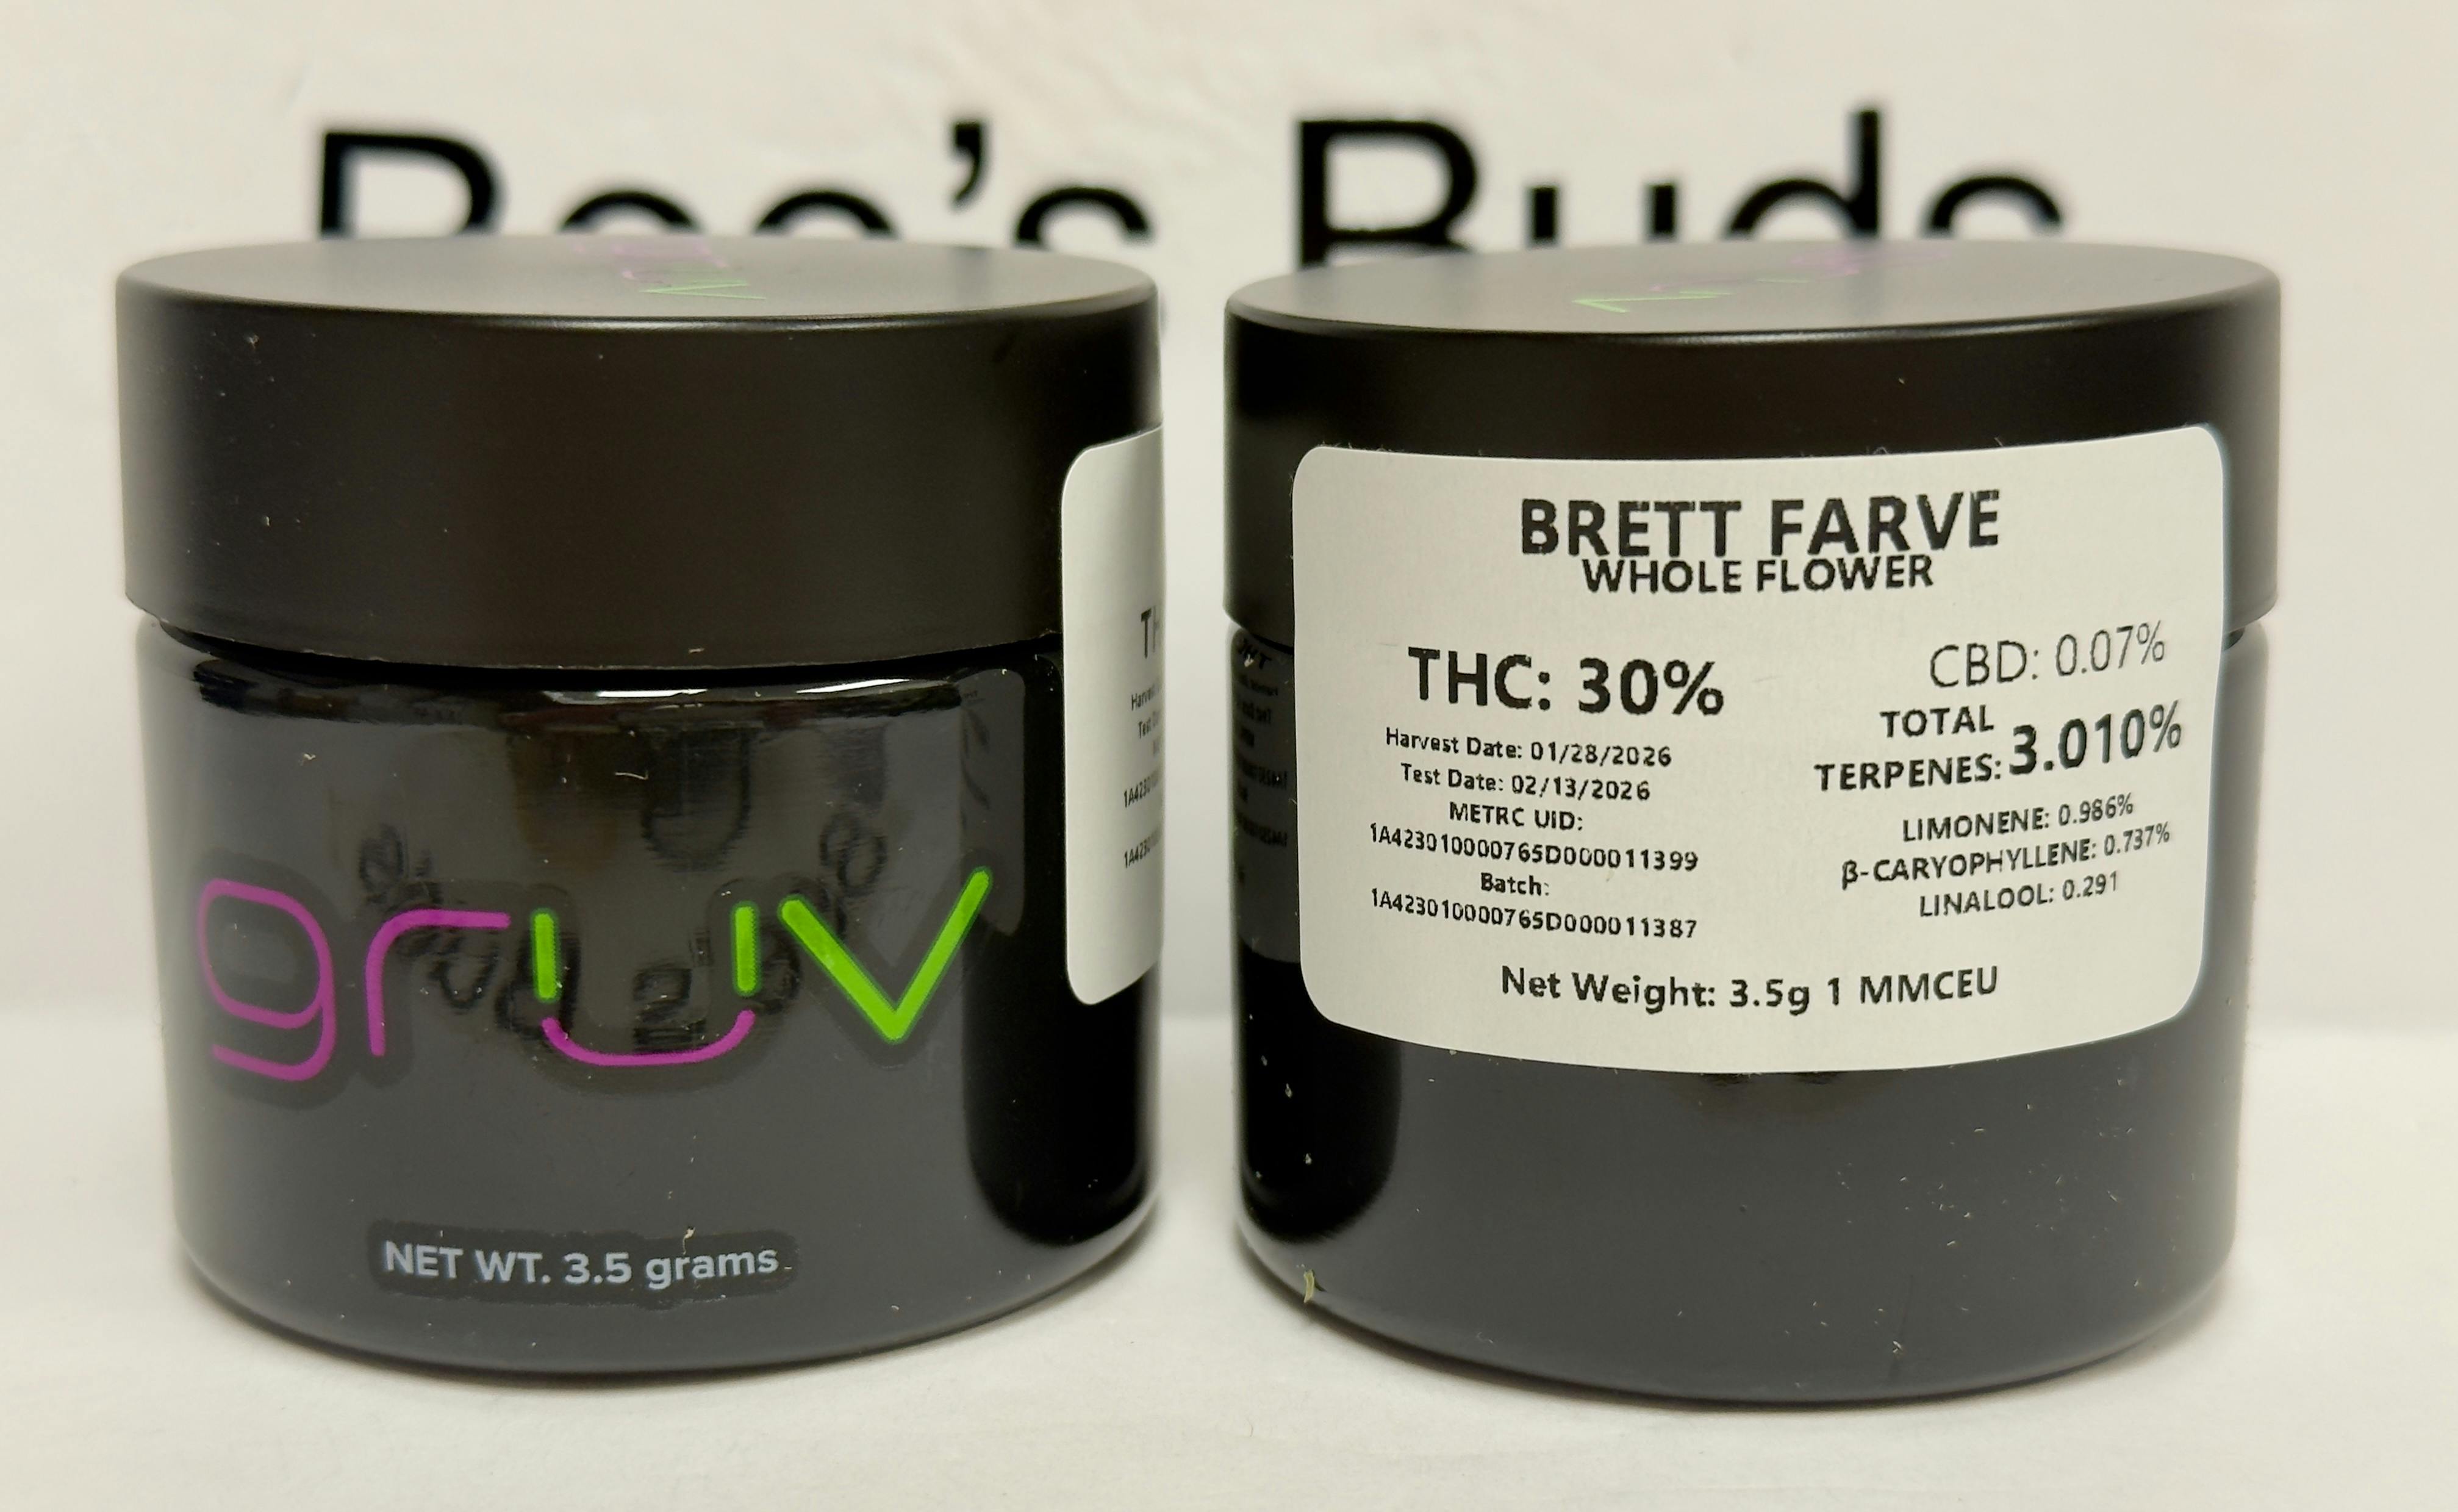 Bee's Buds
gruv
NET WT. 3.5 grams
BRETT FARVE
WHOLE FLOWER
THC: 30%
Harvest Date: 01/28/2026
Test Date: 02/13/2026
METRC UID:
1A423010000765D000011399
Batch:
1A423010000765D000011387
CBD: 0.07%
TOTAL
TERPENES: 3.010%
LIMONENE: 0.986%
β-CARYOPHYLLENE: 0.737%
LINALOOL: 0.291
Net Weight: 3.5g 1 MMCEU